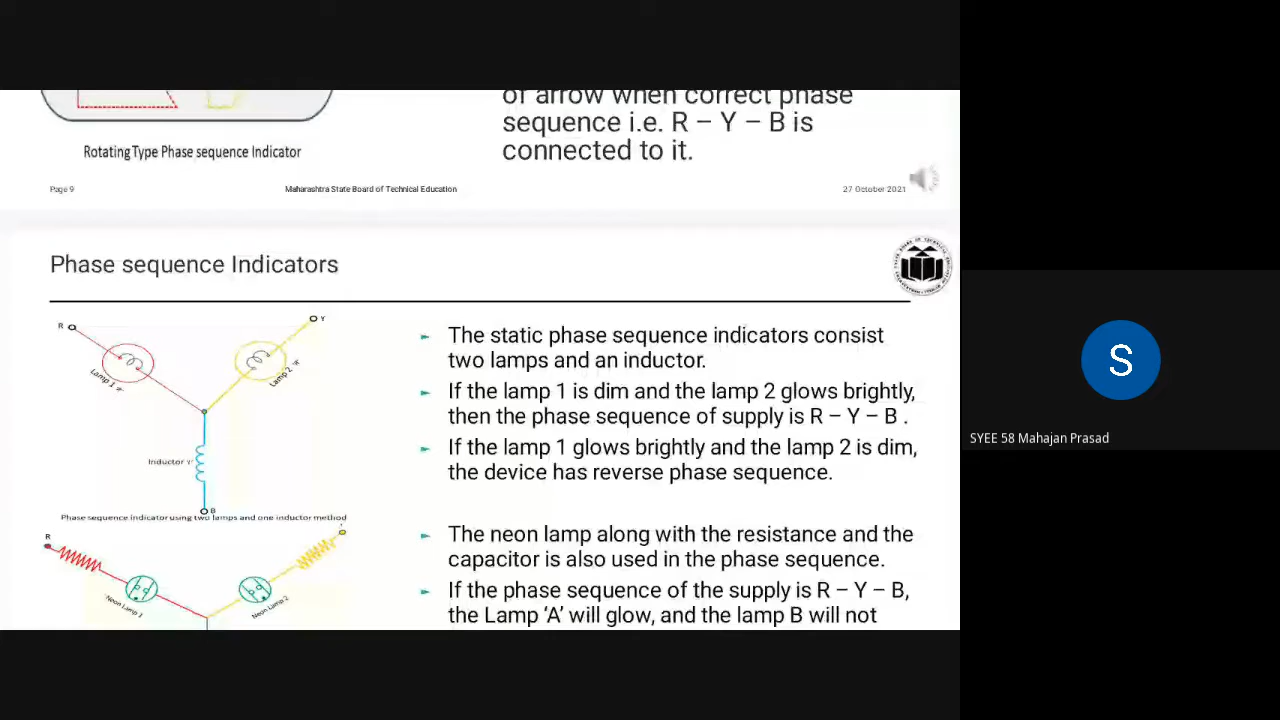 of arrow when correct phase
sequence i.e. R – Y – B is
connected to it.
Rotating Type Phase sequence Indicator
Page 9
Maharashtra State Board of Technical Education
27 October 2021
Phase sequence Indicators
R
Y
Lamp 1
Lamp 2
Inductor
B
Phase sequence indicator using two lamps and one inductor method
► The static phase sequence indicators consist
two lamps and an inductor.
► If the lamp 1 is dim and the lamp 2 glows brightly,
then the phase sequence of supply is R – Y – B .
► If the lamp 1 glows brightly and the lamp 2 is dim,
the device has reverse phase sequence.
R
Neon Lamp 1
Neon Lamp 2
► The neon lamp along with the resistance and the
capacitor is also used in the phase sequence.
► If the phase sequence of the supply is R – Y – B,
the Lamp ‘A’ will glow, and the lamp B will not
S
SYEE 58 Mahajan Prasad